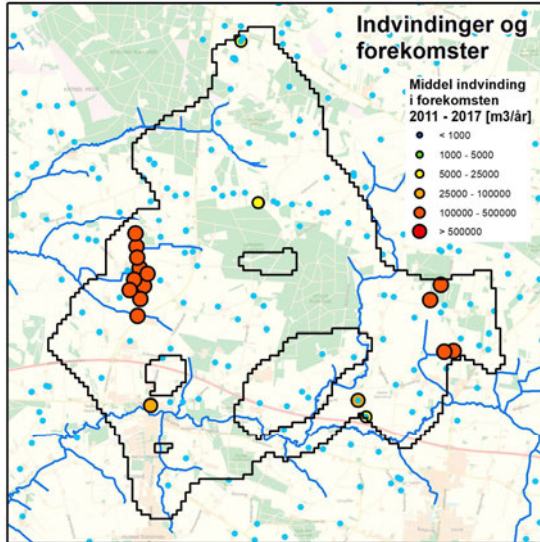 Indvindinger og
forekomster
Middel indvinding
i forekomsten
2011 - 2017 [m3/år]
< 1000
1000 - 5000
5000 - 25000
25000 - 100000
100000 - 500000
> 500000